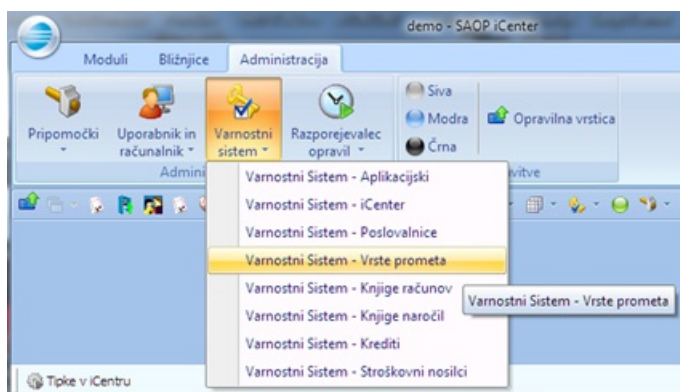 demo - SAOP iCenter
Moduli Bližnjice Administracija
Pripomočki
Uporabnik in
računalnik
Varnostni
sistem
Razporejevalec
opravil
Siva
Modra
Črna
Opravilna vrstica
Admini
vitve
Varnostni Sistem - Aplikacijski
Varnostni Sistem - iCenter
Varnostni Sistem - Poslovalnice
Varnostni Sistem - Vrste prometa
Varnostni Sistem - Knjige računov
Varnostni Sistem - Vrste prometa
Varnostni Sistem - Knjige naročil
Varnostni Sistem - Krediti
Varnostni Sistem - Stroškovni nosilci
Tipke v iCentru